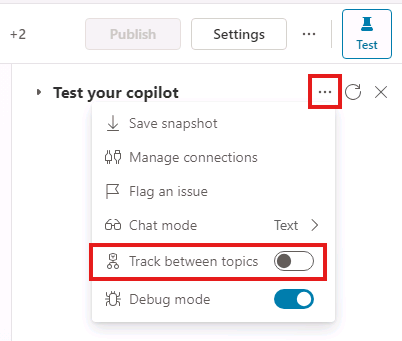 +2 Publish Settings ... Test
Test your copilot ...
Save snapshot
Manage connections
Flag an issue
Chat mode Text
Track between topics
Debug mode